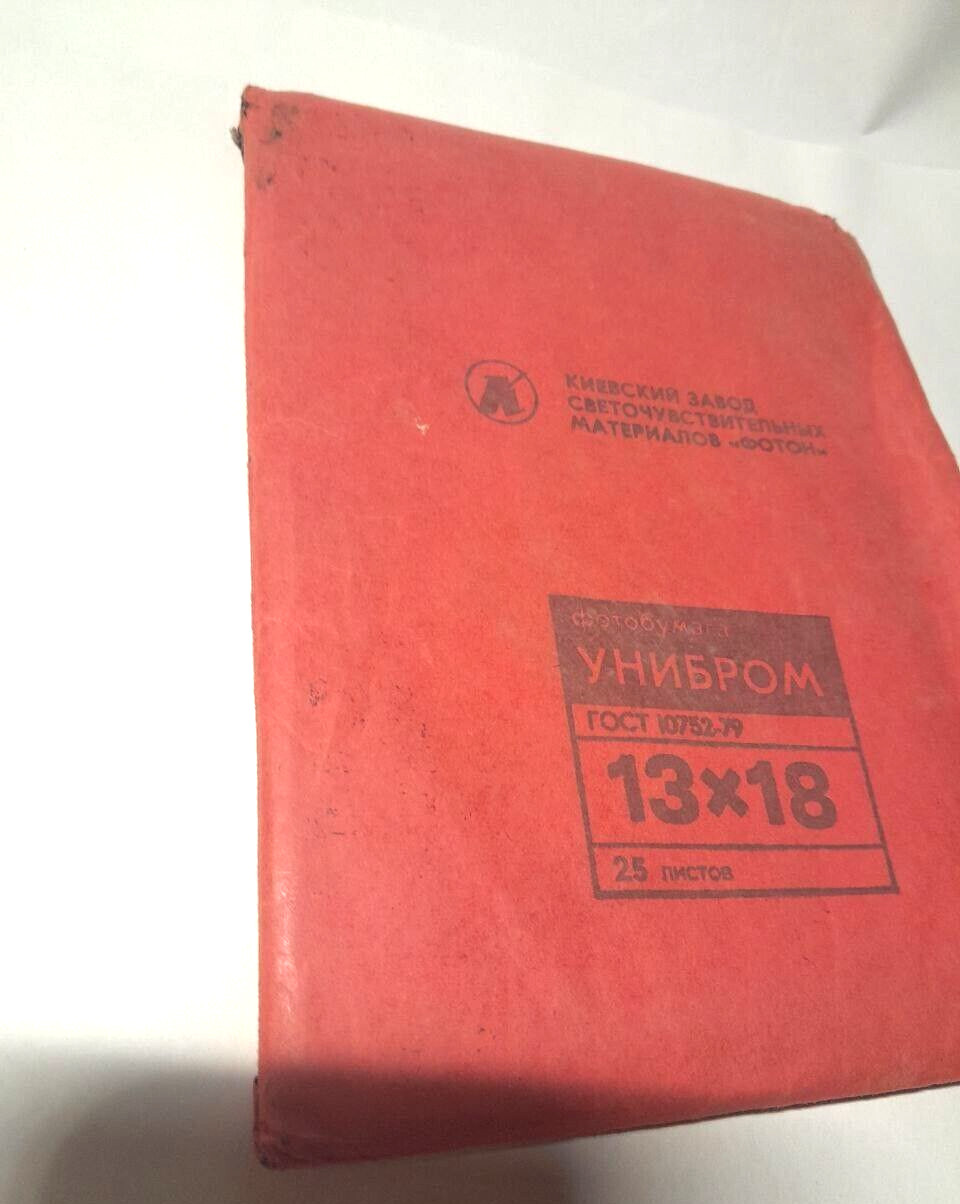 КИЕВСКИЙ ЗАВОД
СВЕТОЧУВСТВИТЕЛЬНЫХ
МАТЕРИАЛОВ «ФОТОН»
фотобумага
УНИБРОМ
ГОСТ 10752-79
13×18
25 листов